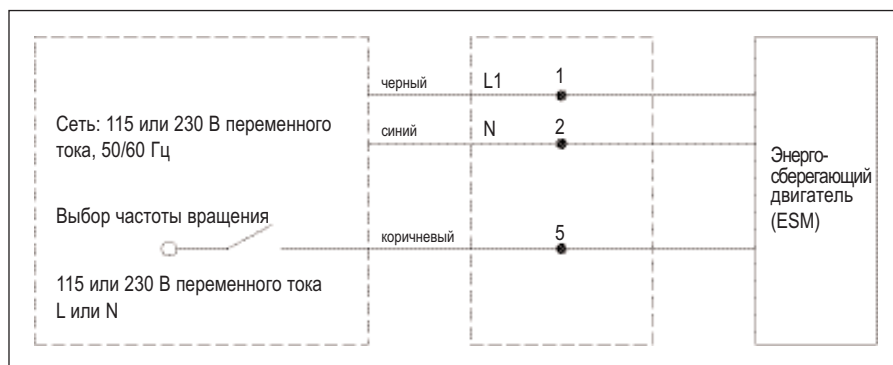 черный L1 1
Сеть: 115 или 230 В переменного
тока, 50/60 Гц
синий N 2
Энерго-
сберегающий
двигатель
(ESM)
Выбор частоты вращения
коричневый 5
115 или 230 В переменного тока
L или N